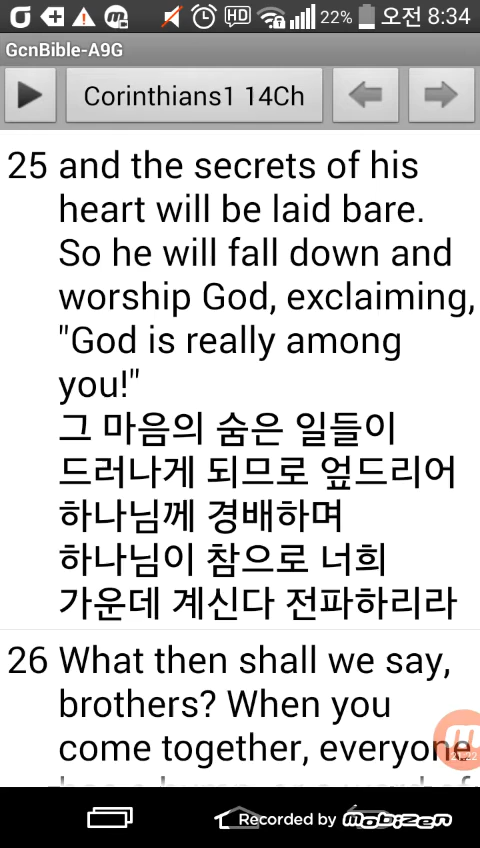 HD 22% 오전 8:34
GcnBible-A9G
Corinthians1 14Ch
25 and the secrets of his
heart will be laid bare.
So he will fall down and
worship God, exclaiming,
"God is really among
you!"
그 마음의 숨은 일들이
드러나게 되므로 엎드리어
하나님께 경배하며
하나님이 참으로 너희
가운데 계신다 전파하리라
26 What then shall we say,
brothers? When you
come together, everyone
Recorded by mobizen